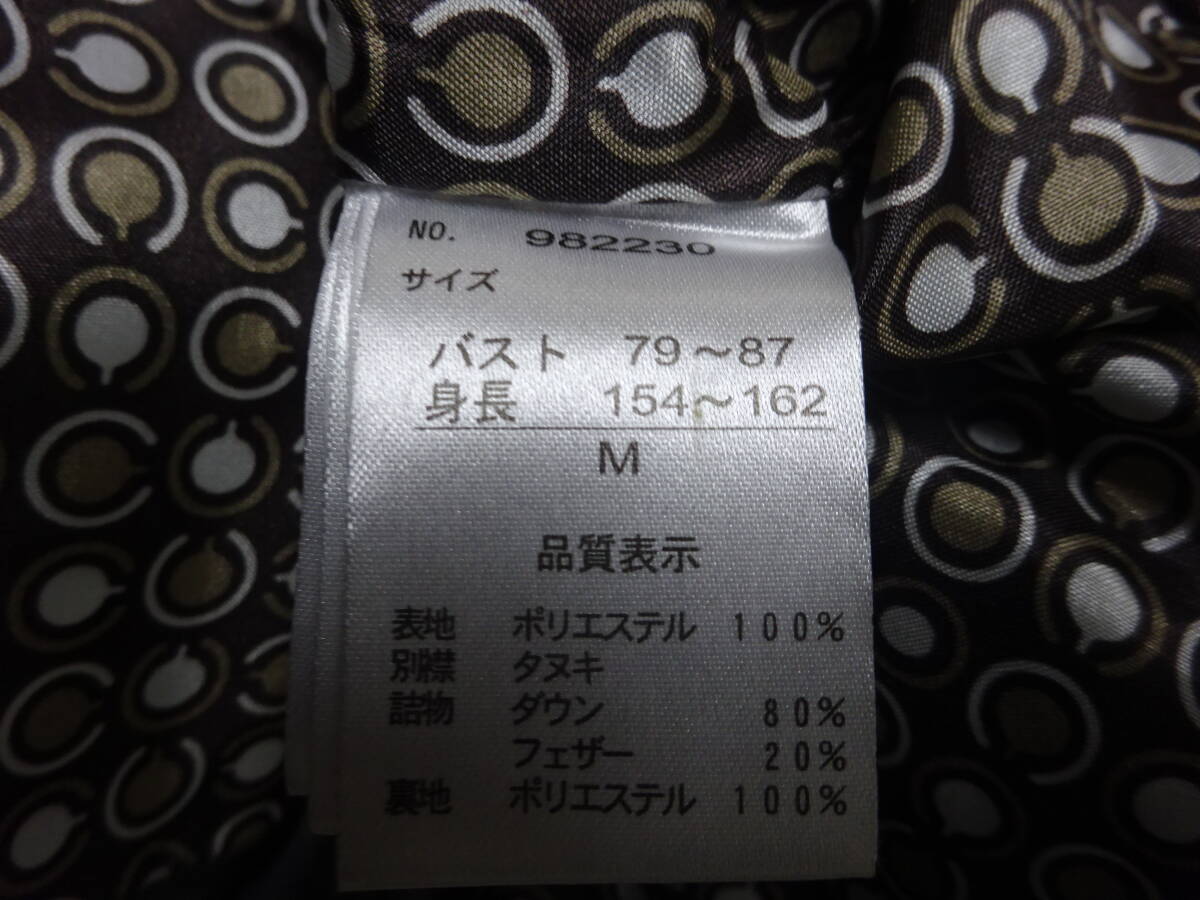 NO. 982230
サイズ
バスト 79～87
身長 154～162
M
品質表示
表地 ポリエステル 100%
別襟 タヌキ
詰物 ダウン 80%
フェザー 20%
裏地 ポリエステル 100%